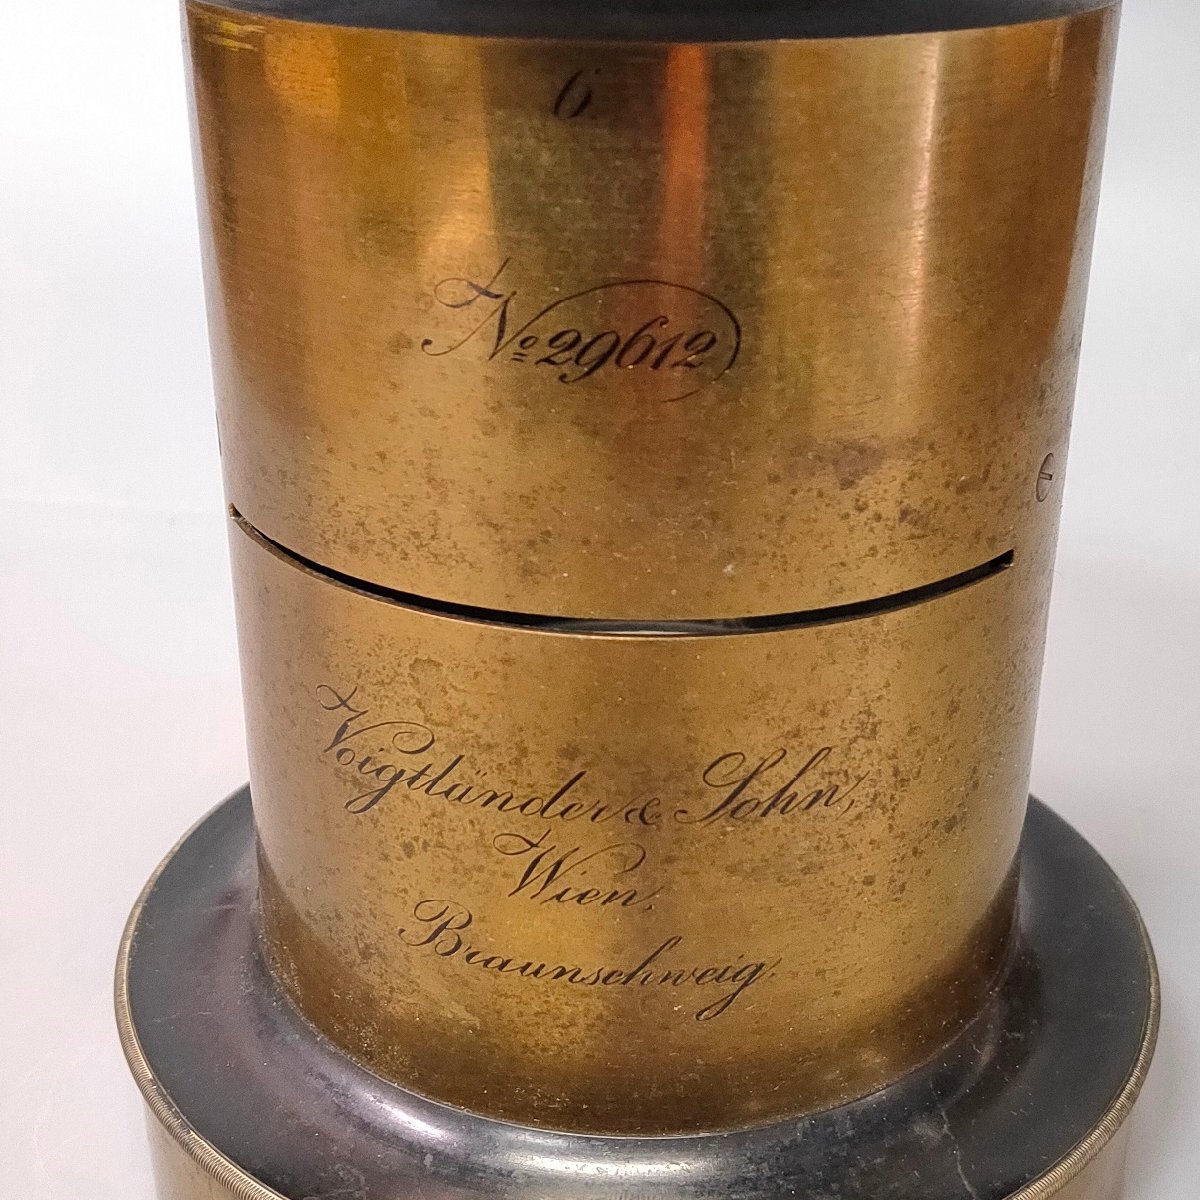 6
No 29612
Voigtländer & Sohn,
Wien,
Braunschweig,